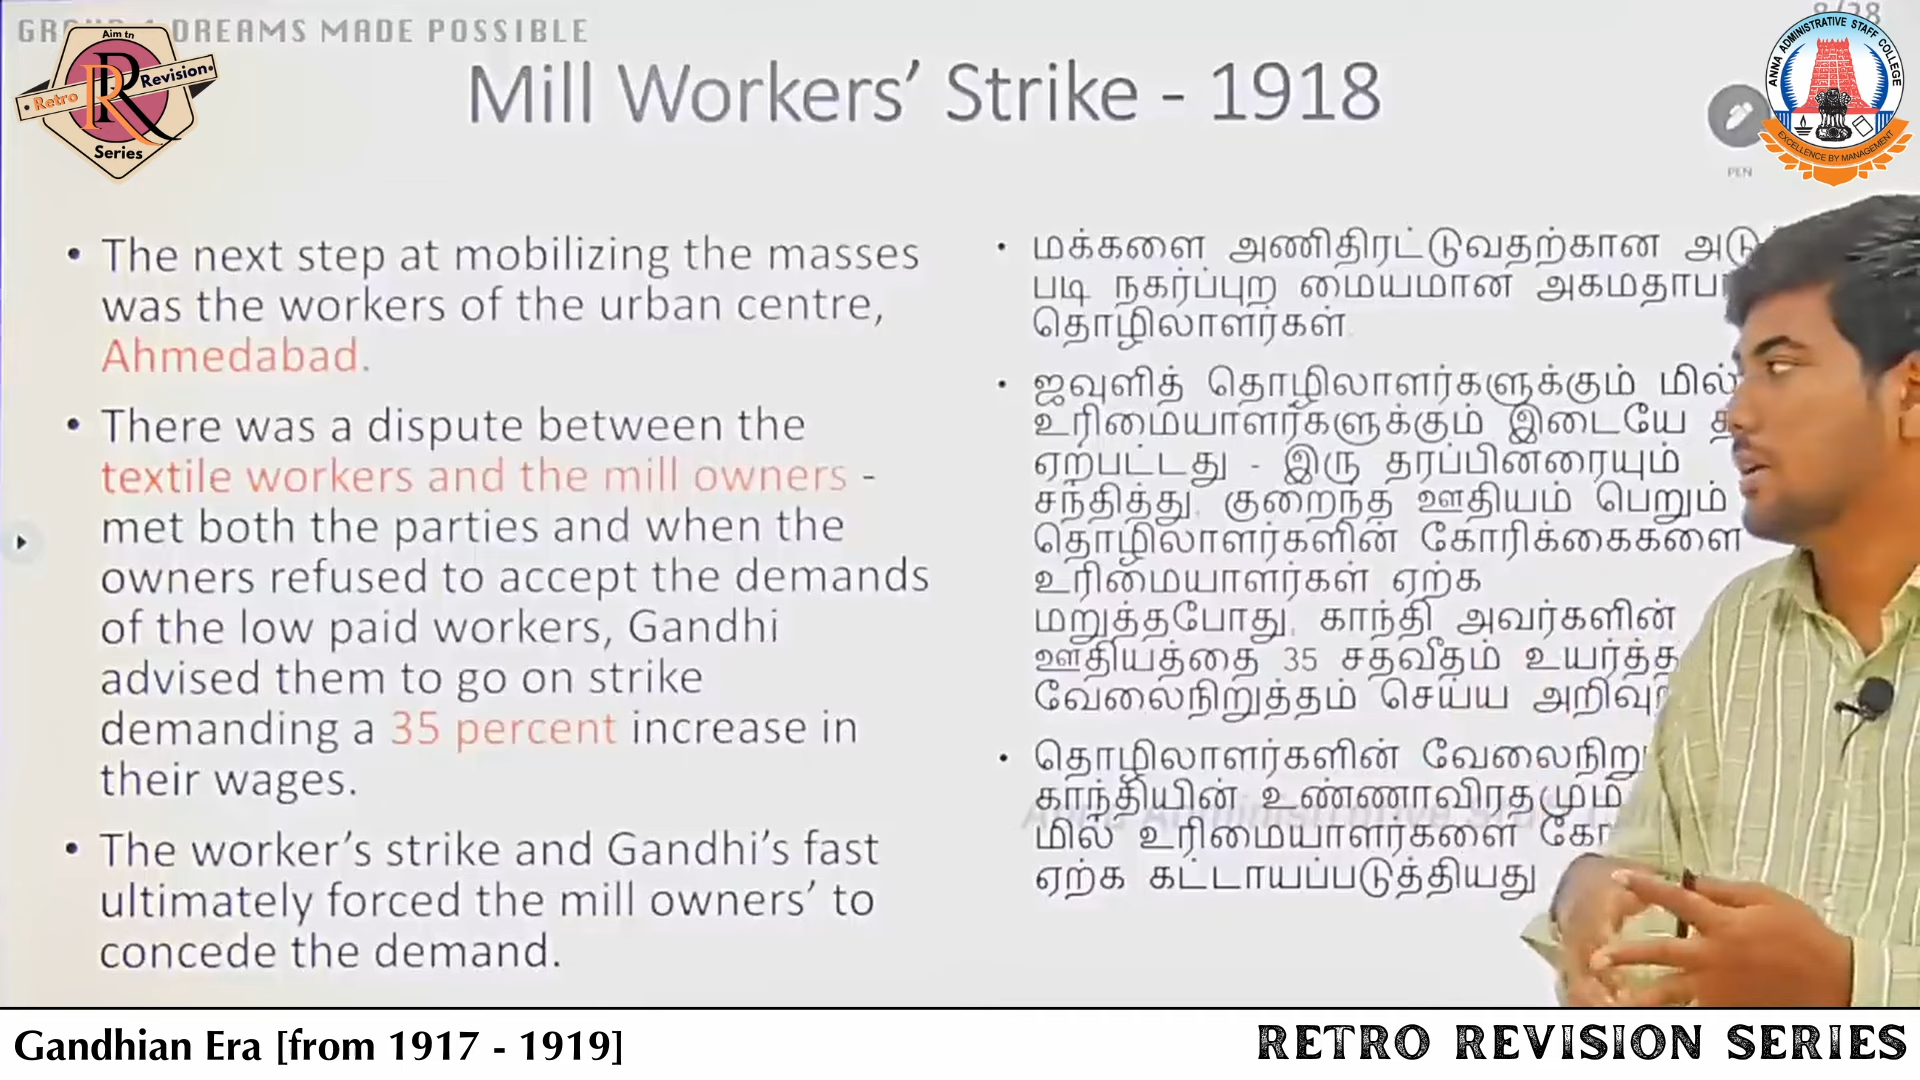 DREAMS MADE POSSIBLE
8/28
Aim tn
Retro
RR
Revision
Series
ANNA ADMINISTRATIVE STAFF COLLEGE
EXCELLENCE BY MANAGEMENT
PEN
Mill Workers’ Strike - 1918
• The next step at mobilizing the masses
was the workers of the urban centre,
Ahmedabad.
• There was a dispute between the
textile workers and the mill owners -
met both the parties and when the
owners refused to accept the demands
of the low paid workers, Gandhi
advised them to go on strike
demanding a 35 percent increase in
their wages.
• The worker’s strike and Gandhi’s fast
ultimately forced the mill owners’ to
concede the demand.
• மக்களை அணிதிரட்டுவதற்கான
படி நகர்ப்புற மையமான
தொழிலாளர்கள்.
• ஜவுளித் தொழிலாளர்களுக்கும் மில்
உரிமையாளர்களுக்கும் இடையே
ஏற்பட்டது - இரு தரப்பினரையும்
சந்தித்து, குறைந்த ஊதியம் பெறும்
தொழிலாளர்களின் கோரிக்கைகளை
உரிமையாளர்கள் ஏற்க
மறுத்தபோது, காந்தி அவர்களின்
ஊதியத்தை 35 சதவீதம் உயர்த்த
வேலைநிறுத்தம் செய்ய
• தொழிலாளர்களின்
காந்தியின் உண்ணாவிரதமும்
மில் உரிமையாளர்களை
ஏற்க கட்டாயப்படுத்தியது
Gandhian Era [from 1917 - 1919]
RETRO REVISION SERIES